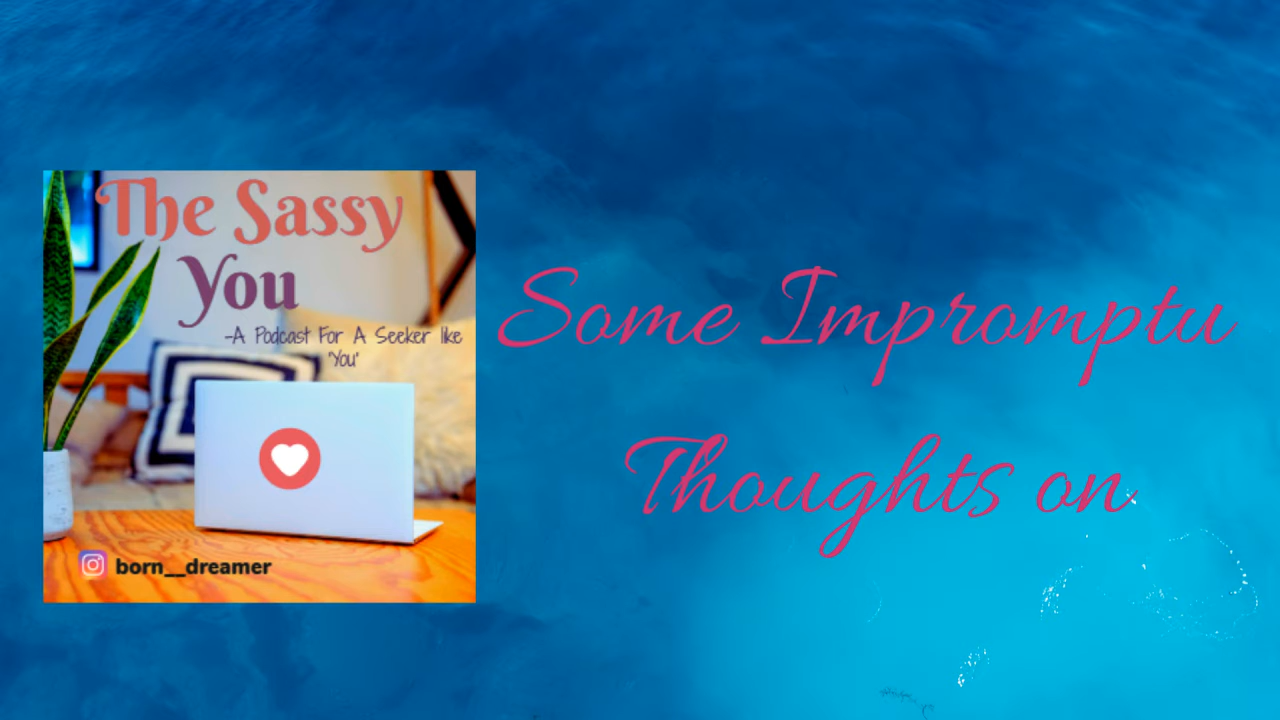 The Sassy
You
-A Podcast For A Seeker like
'You'
born__dreamer
Some Impromptu
Thoughts on